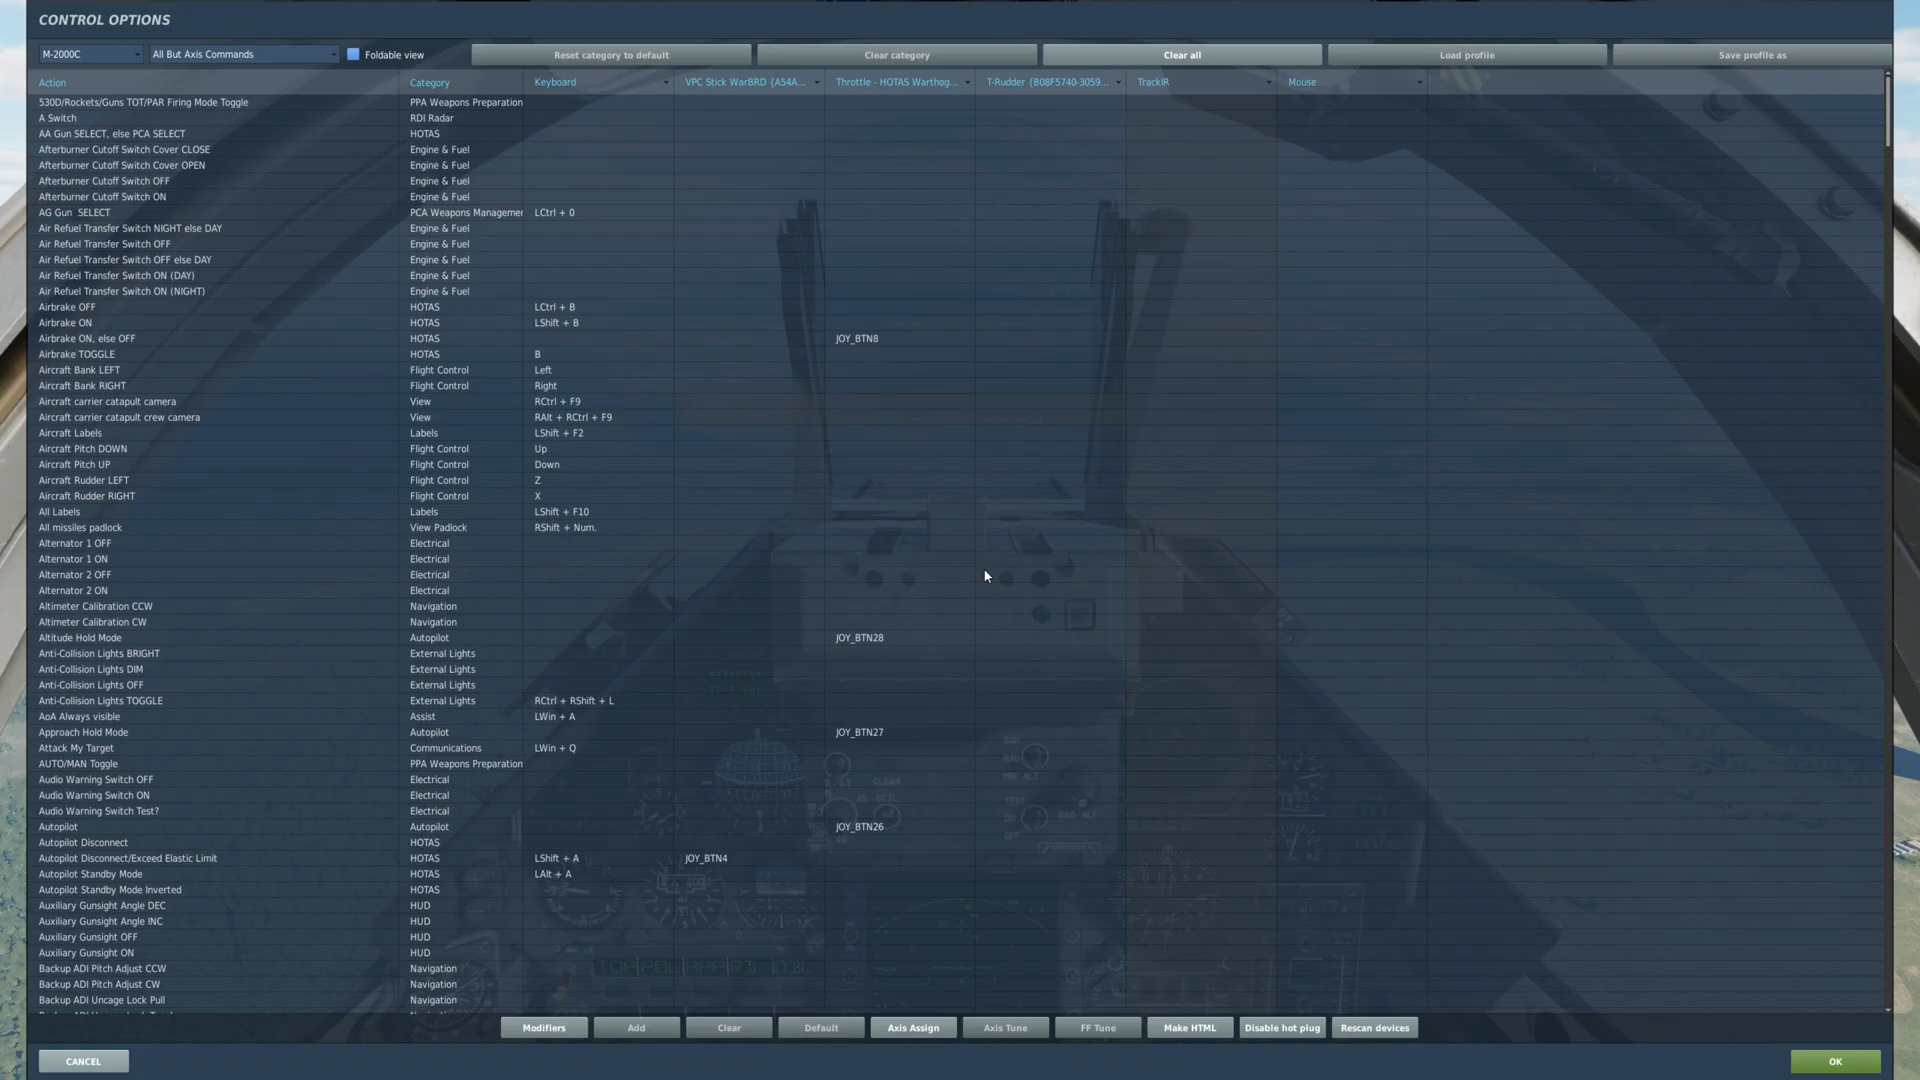 CONTROL OPTIONS
M-2000C All But Axis Commands Foldable view Reset category to default Clear category Clear all Load profile Save profile as
Action Category Keyboard VPC Stick WarBRD {A54A... Throttle - HOTAS Warthog... T-Rudder {B08F5740-3059... TrackIR Mouse
530D/Rockets/Guns TOT/PAR Firing Mode Toggle PPA Weapons Preparation
A Switch RDI Radar
AA Gun SELECT, else PCA SELECT HOTAS
Afterburner Cutoff Switch Cover CLOSE Engine & Fuel
Afterburner Cutoff Switch Cover OPEN Engine & Fuel
Afterburner Cutoff Switch OFF Engine & Fuel
Afterburner Cutoff Switch ON Engine & Fuel
AG Gun SELECT PCA Weapons Managemer LCtrl + 0
Air Refuel Transfer Switch NIGHT else DAY Engine & Fuel
Air Refuel Transfer Switch OFF Engine & Fuel
Air Refuel Transfer Switch OFF else DAY Engine & Fuel
Air Refuel Transfer Switch ON (DAY) Engine & Fuel
Air Refuel Transfer Switch ON (NIGHT) Engine & Fuel
Airbrake OFF HOTAS LCtrl + B
Airbrake ON HOTAS LShift + B
Airbrake ON, else OFF HOTAS JOY_BTN8
Airbrake TOGGLE HOTAS B
Aircraft Bank LEFT Flight Control Left
Aircraft Bank RIGHT Flight Control Right
Aircraft carrier catapult camera View RCtrl + F9
Aircraft carrier catapult crew camera View RAlt + RCtrl + F9
Aircraft Labels Labels LShift + F2
Aircraft Pitch DOWN Flight Control Up
Aircraft Pitch UP Flight Control Down
Aircraft Rudder LEFT Flight Control Z
Aircraft Rudder RIGHT Flight Control X
All Labels Labels LShift + F10
All missiles padlock View Padlock RShift + Num.
Alternator 1 OFF Electrical
Alternator 1 ON Electrical
Alternator 2 OFF Electrical
Alternator 2 ON Electrical
Altimeter Calibration CCW Navigation
Altimeter Calibration CW Navigation
Altitude Hold Mode Autopilot JOY_BTN28
Anti-Collision Lights BRIGHT External Lights
Anti-Collision Lights DIM External Lights
Anti-Collision Lights OFF External Lights
Anti-Collision Lights TOGGLE External Lights RCtrl + RShift + L
AoA Always visible Assist LWin + A
Approach Hold Mode Autopilot JOY_BTN27
Attack My Target Communications LWin + Q
AUTO/MAN Toggle PPA Weapons Preparation
Audio Warning Switch OFF Electrical
Audio Warning Switch ON Electrical
Audio Warning Switch Test? Electrical
Autopilot Autopilot JOY_BTN26
Autopilot Disconnect HOTAS
Autopilot Disconnect/Exceed Elastic Limit HOTAS LShift + A JOY_BTN4
Autopilot Standby Mode HOTAS LAlt + A
Autopilot Standby Mode Inverted HOTAS
Auxiliary Gunsight Angle DEC HUD
Auxiliary Gunsight Angle INC HUD
Auxiliary Gunsight OFF HUD
Auxiliary Gunsight ON HUD
Backup ADI Pitch Adjust CCW Navigation
Backup ADI Pitch Adjust CW Navigation
Backup ADI Uncage Lock Pull Navigation
Modifiers Add Clear Default Axis Assign Axis Tune FF Tune Make HTML Disable hot plug Rescan devices
CANCEL OK